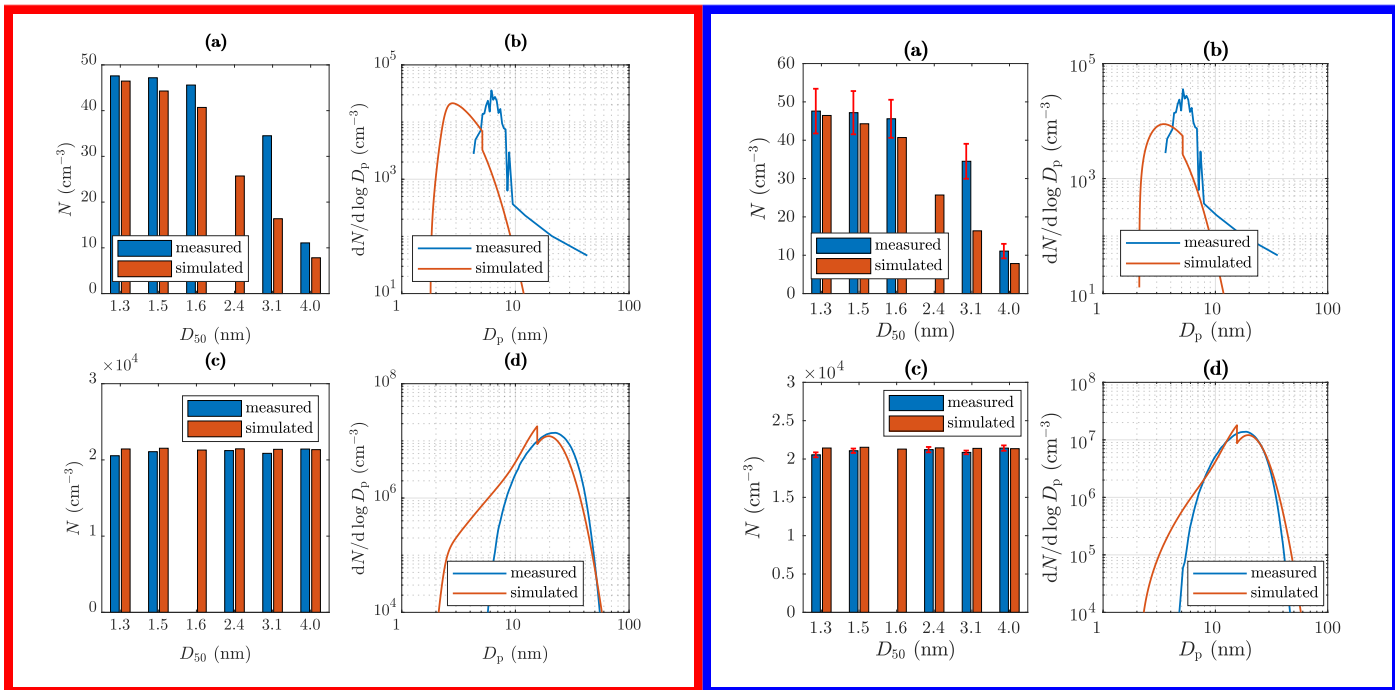 (a)
50
40
30
20
10
0
N (cm⁻³)
measured
simulated
1.3 1.5 1.6 2.4 3.1 4.0
D₅₀ (nm)
(b)
10⁵
10³
10¹
dN/d log Dₚ (cm⁻³)
measured
simulated
1 10 100
Dₚ (nm)
(c)
×10⁴
3
2
1
0
N (cm⁻³)
measured
simulated
1.3 1.5 1.6 2.4 3.1 4.0
D₅₀ (nm)
(d)
10⁸
10⁶
10⁴
dN/d log Dₚ (cm⁻³)
measured
simulated
1 10 100
Dₚ (nm)
(a)
60
50
40
30
20
10
0
N (cm⁻³)
measured
simulated
1.3 1.5 1.6 2.4 3.1 4.0
D₅₀ (nm)
(b)
10⁵
10³
10¹
dN/d log Dₚ (cm⁻³)
measured
simulated
1 10 100
Dₚ (nm)
(c)
×10⁴
3
2.5
2
1.5
1
0.5
0
N (cm⁻³)
measured
simulated
1.3 1.5 1.6 2.4 3.1 4.0
D₅₀ (nm)
(d)
10⁸
10⁷
10⁶
10⁵
10⁴
dN/d log Dₚ (cm⁻³)
measured
simulated
1 10 100
Dₚ (nm)